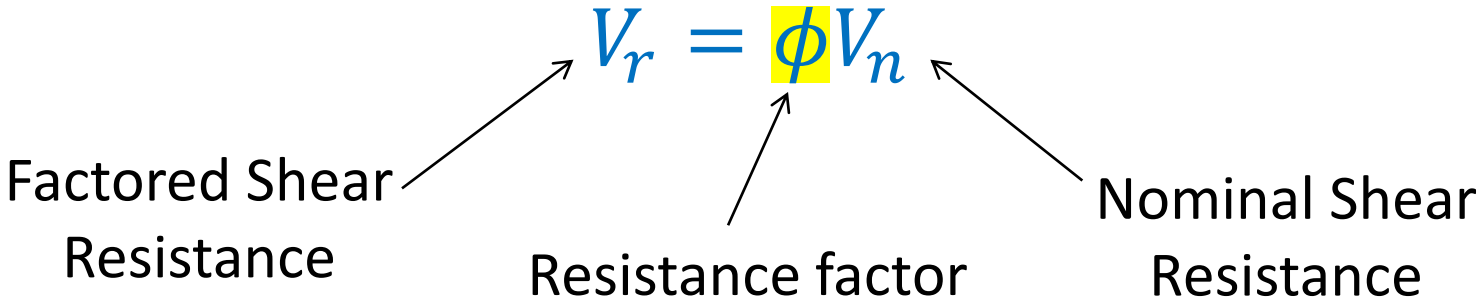 V_r = ϕV_n
Factored Shear
Resistance
Resistance factor
Nominal Shear
Resistance